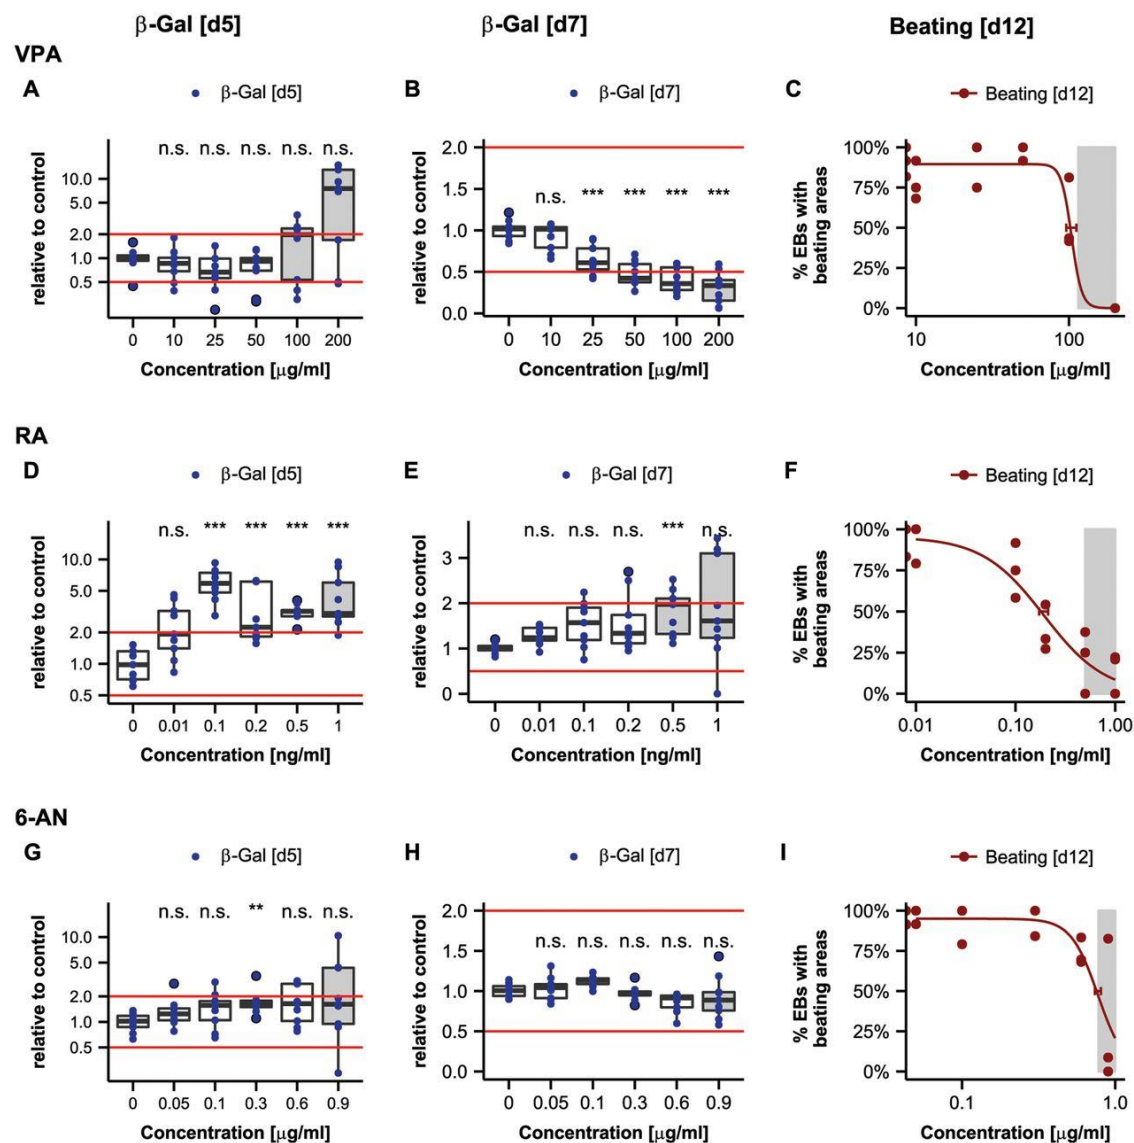 β-Gal [d5]
β-Gal [d7]
Beating [d12]
VPA
A
β-Gal [d5]
relative to control
10.0
5.0
2.0
1.0
0.5
n.s.
n.s.
n.s.
n.s.
n.s.
0
10
25
50
100
200
Concentration [μg/ml]
B
β-Gal [d7]
relative to control
2.0
1.5
1.0
0.5
0.0
n.s.
***
***
***
***
0
10
25
50
100
200
Concentration [μg/ml]
C
Beating [d12]
% EBs with
beating areas
100%
75%
50%
25%
0%
10
100
Concentration [μg/ml]
RA
D
β-Gal [d5]
relative to control
10.0
5.0
2.0
1.0
0.5
n.s.
***
***
***
***
0
0.01
0.1
0.2
0.5
1
Concentration [ng/ml]
E
β-Gal [d7]
relative to control
3
2
1
0
n.s.
n.s.
n.s.
***
n.s.
0
0.01
0.1
0.2
0.5
1
Concentration [ng/ml]
F
Beating [d12]
% EBs with
beating areas
100%
75%
50%
25%
0%
0.01
0.10
1.00
Concentration [ng/ml]
6-AN
G
β-Gal [d5]
relative to control
10.0
5.0
2.0
1.0
0.5
n.s.
n.s.
**
n.s.
n.s.
0
0.05
0.1
0.3
0.6
0.9
Concentration [μg/ml]
H
β-Gal [d7]
relative to control
2.0
1.5
1.0
0.5
0.0
n.s.
n.s.
n.s.
n.s.
n.s.
0
0.05
0.1
0.3
0.6
0.9
Concentration [μg/ml]
I
Beating [d12]
% EBs with
beating areas
100%
75%
50%
25%
0%
0.1
1.0
Concentration [μg/ml]